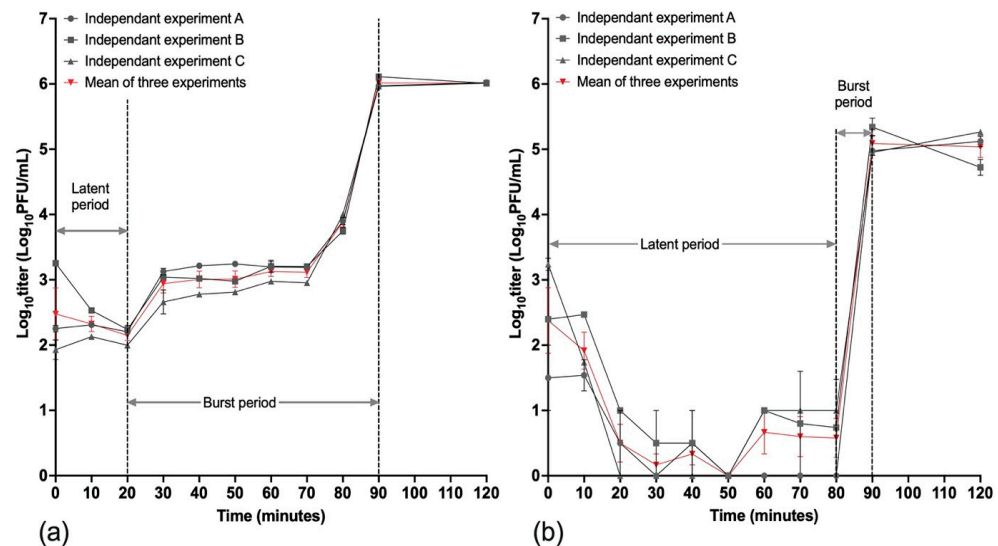 Independant experiment A
Independant experiment B
Independant experiment C
Mean of three experiments
Log10titer (Log10PFU/mL)
7
6
5
4
3
2
1
0
Latent
period
Burst period
0 10 20 30 40 50 60 70 80 90 100 110 120
Time (minutes)
(a)
Independant experiment A
Independant experiment B
Independant experiment C
Mean of three experiments
Log10titer (Log10PFU/mL)
7
6
5
4
3
2
1
0
Burst
period
Latent period
0 10 20 30 40 50 60 70 80 90 100 110 120
Time (minutes)
(b)